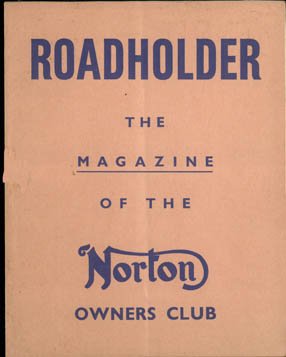 ROADHOLDER
THE
MAGAZINE
OF THE
Norton
OWNERS CLUB